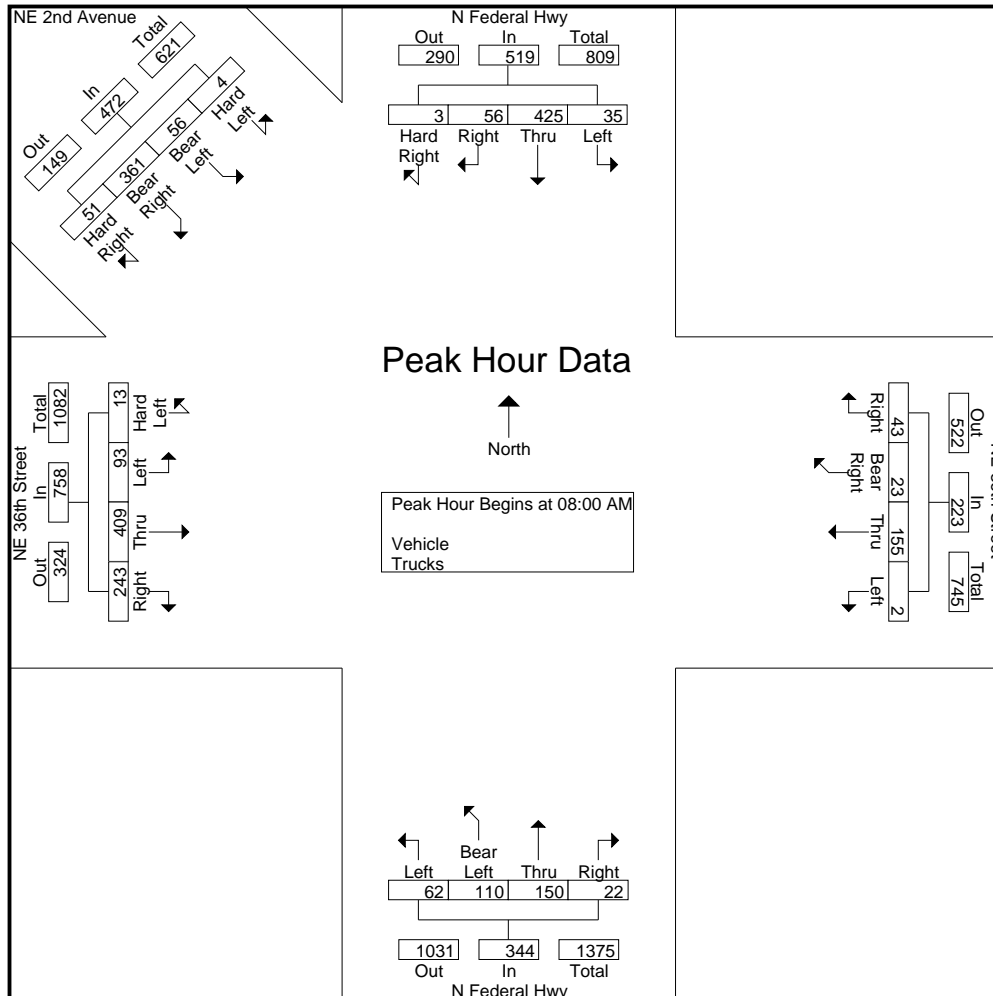 NE 2nd Avenue
Total
621
In
472
Out
149
4
56
361
51
Hard
Left
Bear
Left
Bear
Right
Hard
Right
N Federal Hwy
Out In Total
290 519 809
3 56 425 35
Hard
Right
Right Thru Left
Peak Hour Data
North
Peak Hour Begins at 08:00 AM
Vehicle
Trucks
NE 36th Street
Total
1082
In
758
Out
324
13
93
409
243
Hard
Left
Left
Thru
Right
Right
Bear
Right
Thru
Left
43
23
155
2
Out
522
In
223
Total
745
Left
Bear
Left
Thru Right
62 110 150 22
1031 344 1375
Out In Total
N Federal Hwy